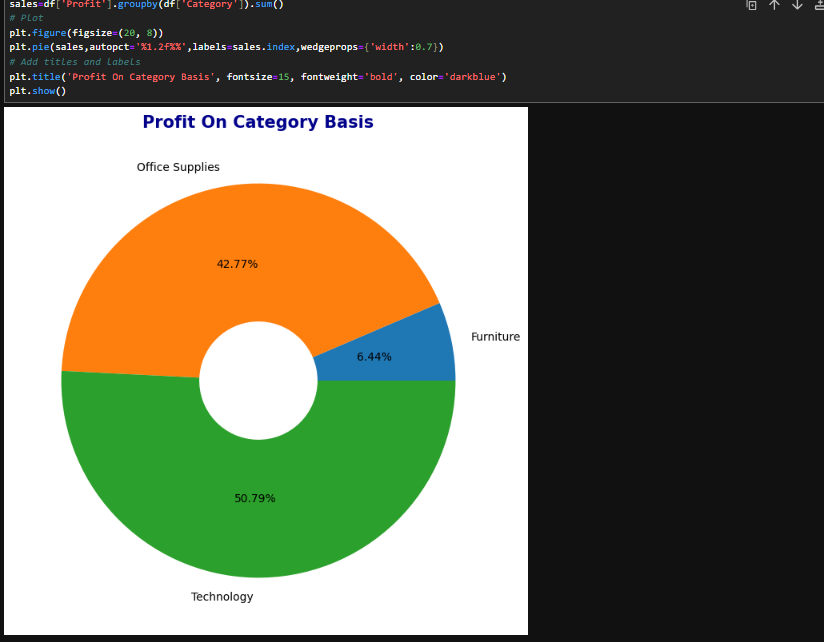 sales=df['Profit'].groupby(df['Category']).sum()
# Plot
plt.figure(figsize=(20, 8))
plt.pie(sales,autopct='%1.2f%%',labels=sales.index,wedgeprops={'width':0.7})
# Add titles and labels
plt.title('Profit On Category Basis', fontsize=15, fontweight='bold', color='darkblue')
plt.show()
Profit On Category Basis
Office Supplies
42.77%
Furniture
6.44%
50.79%
Technology